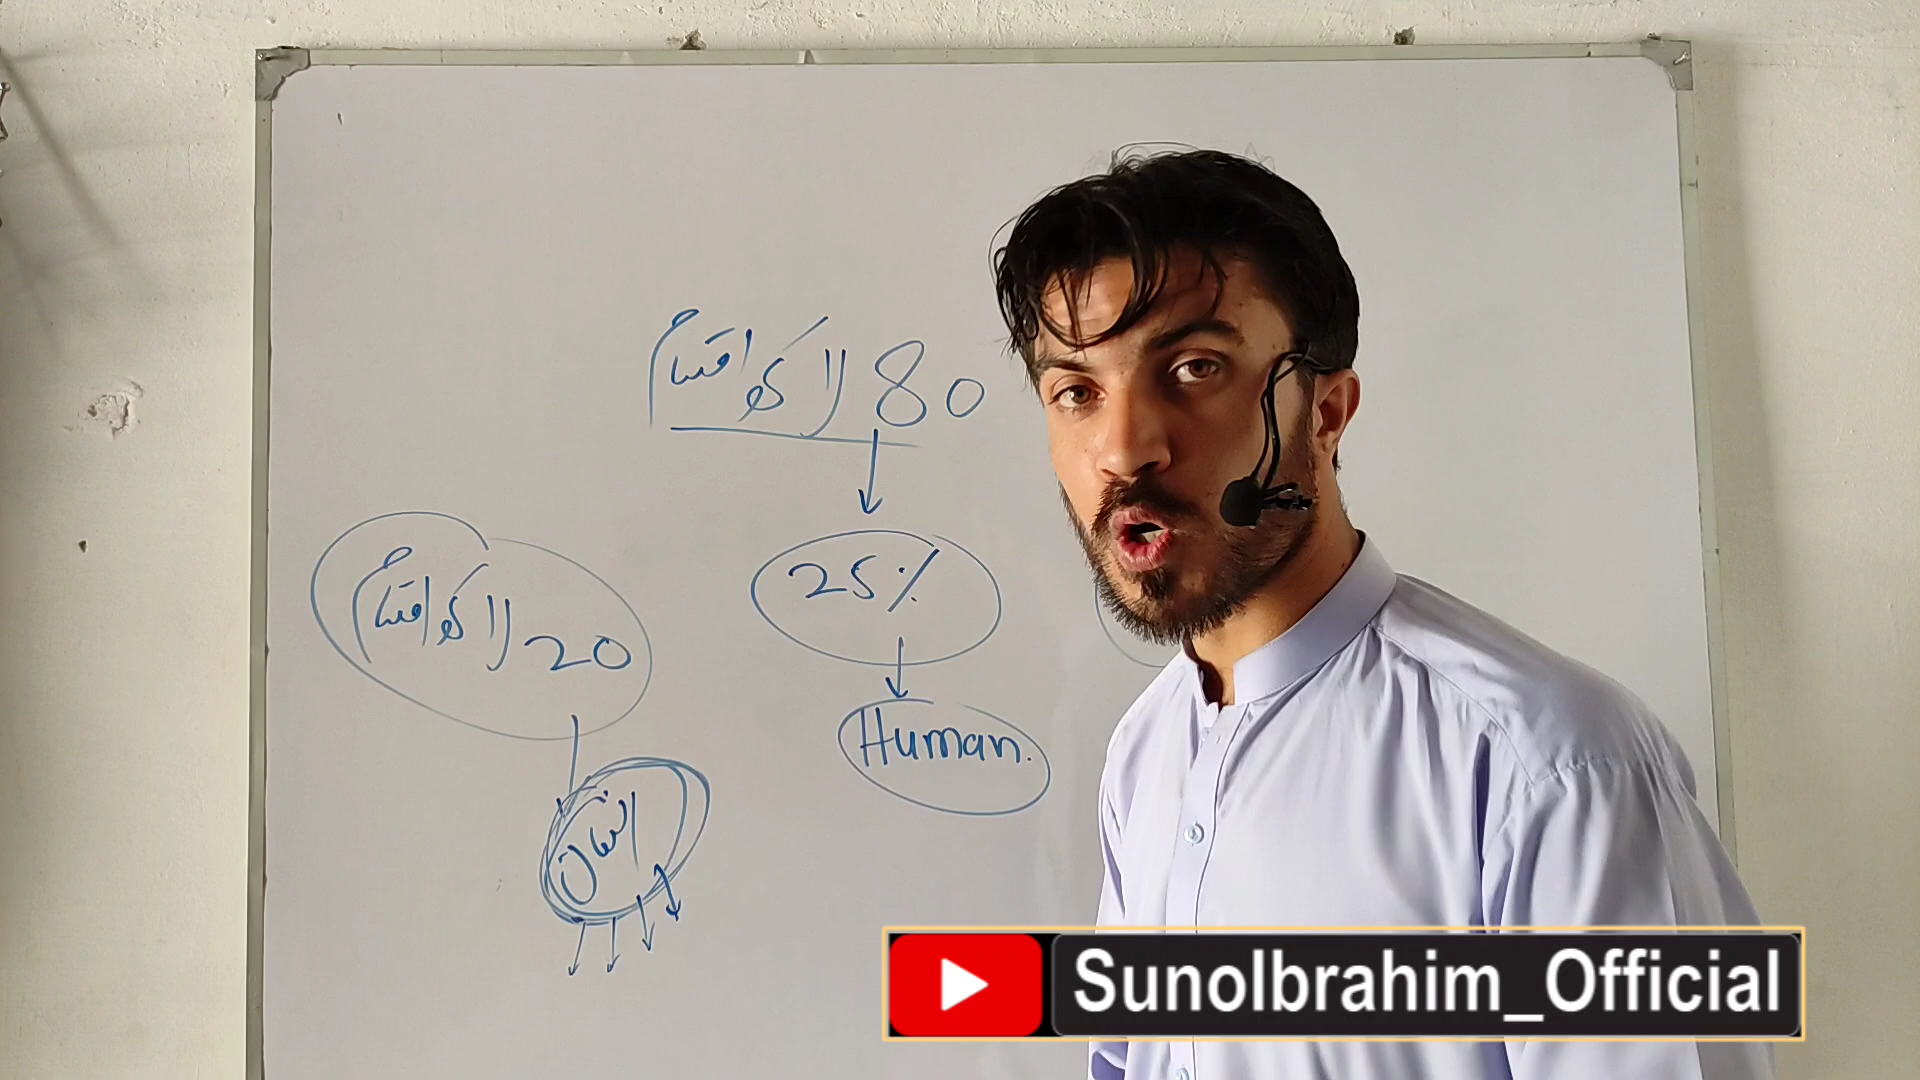 80 لاکھ اقسام
25%
Human.
20 لاکھ اقسام
انسان
SunoIbrahim_Official